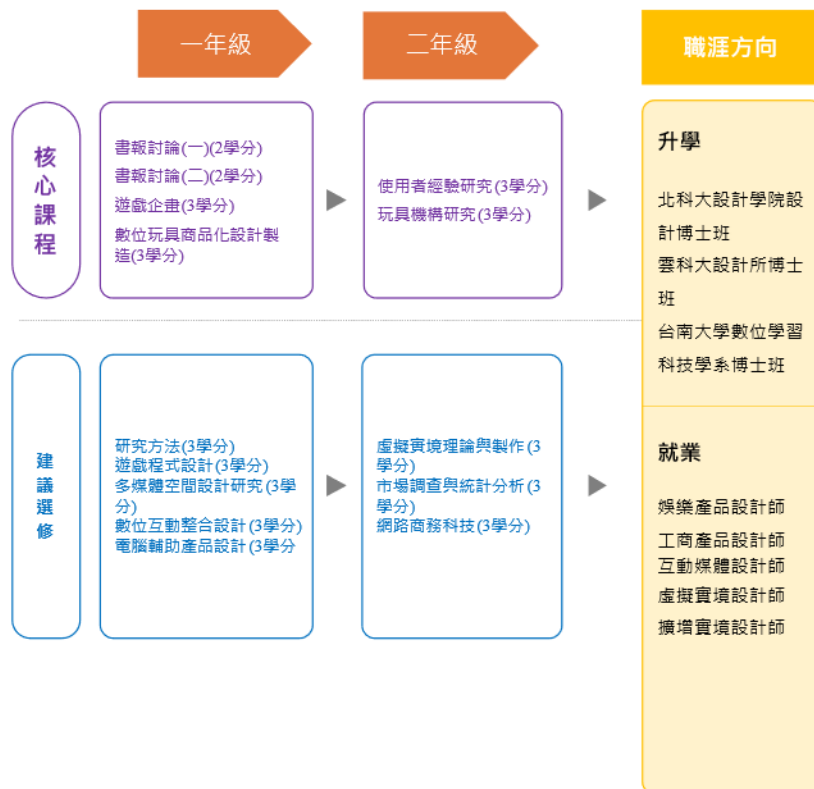 一年級
二年級
職涯方向
核心課程
書報討論(一)(2學分)
書報討論(二)(2學分)
遊戲企畫(3學分)
數位玩具商品化設計製
造(3學分)
使用者經驗研究(3學分)
玩具機構研究(3學分)
升學
北科大設計學院設
計博士班
雲科大設計所博士
班
台南大學數位學習
科技學系博士班
建議選修
研究方法(3學分)
遊戲程式設計(3學分)
多媒體空間設計研究(3學
分)
數位互動整合設計(3學分)
電腦輔助產品設計(3學分
虛擬實境理論與製作(3
學分)
市場調查與統計分析(3
學分)
網路商務科技(3學分)
就業
娛樂產品設計師
工商產品設計師
互動媒體設計師
虛擬實境設計師
擴增實境設計師